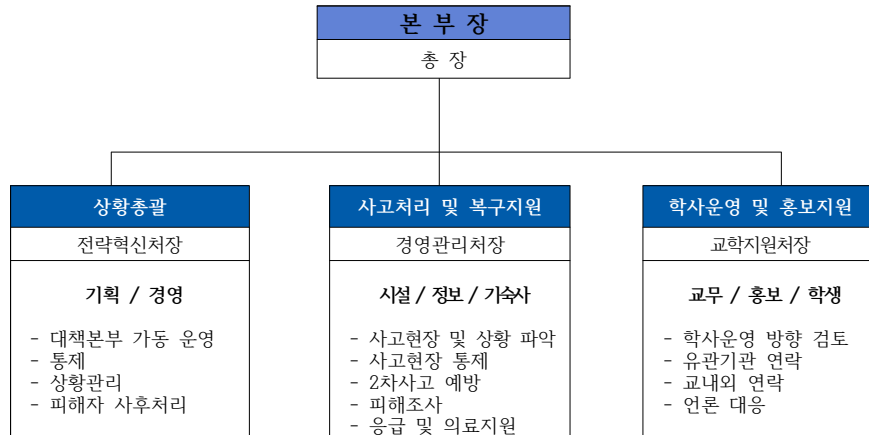 본 부 장
총 장
상황총괄
전략혁신처장
기획 / 경영
- 대책본부 가동 운영
- 통제
- 상황관리
- 피해자 사후처리
사고처리 및 복구지원
경영관리처장
시설 / 정보 / 기숙사
- 사고현장 및 상황 파악
- 사고현장 통제
- 2차사고 예방
- 피해조사
- 응급 및 의료지원
학사운영 및 홍보지원
교학지원처장
교무 / 홍보 / 학생
- 학사운영 방향 검토
- 유관기관 연락
- 교내외 연락
- 언론 대응